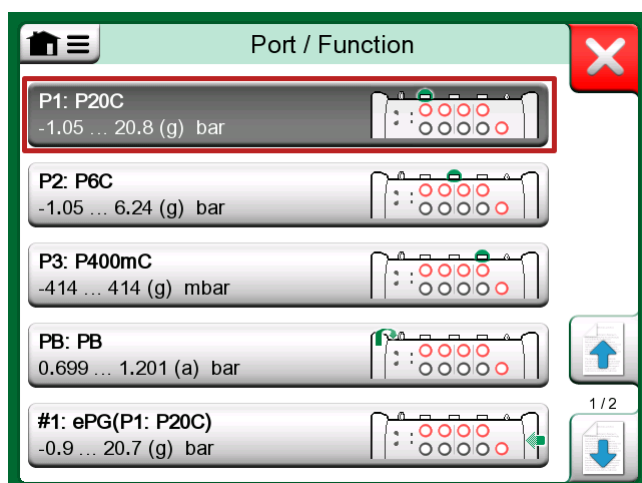 Port / Function
P1: P20C
-1.05 ... 20.8 (g) bar
P2: P6C
-1.05 ... 6.24 (g) bar
P3: P400mC
-414 ... 414 (g) mbar
PB: PB
0.699 ... 1.201 (a) bar
1 / 2
#1: ePG(P1: P20C)
-0.9 ... 20.7 (g) bar